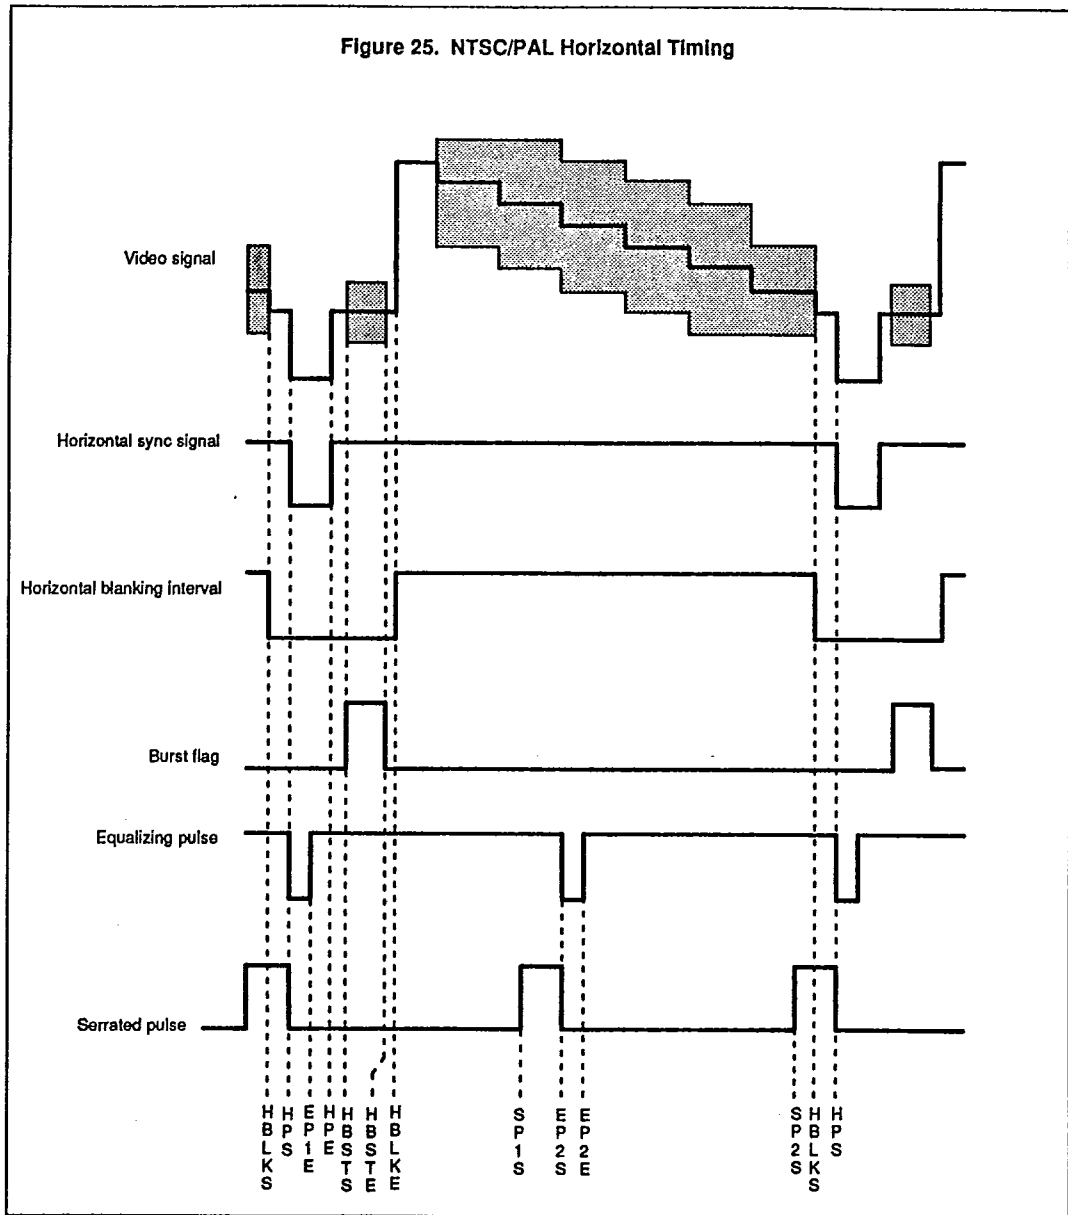 Figure 25. NTSC/PAL Horizontal Timing
Video signal
Horizontal sync signal
Horizontal blanking interval
Burst flag
Equalizing pulse
Serrated pulse
HBLKS
HPS
EP1E
HPE
HBSTS
HBSTE
HBLKE
SP1S
EP2S
EP2E
SP2S
HBLKS
HPS